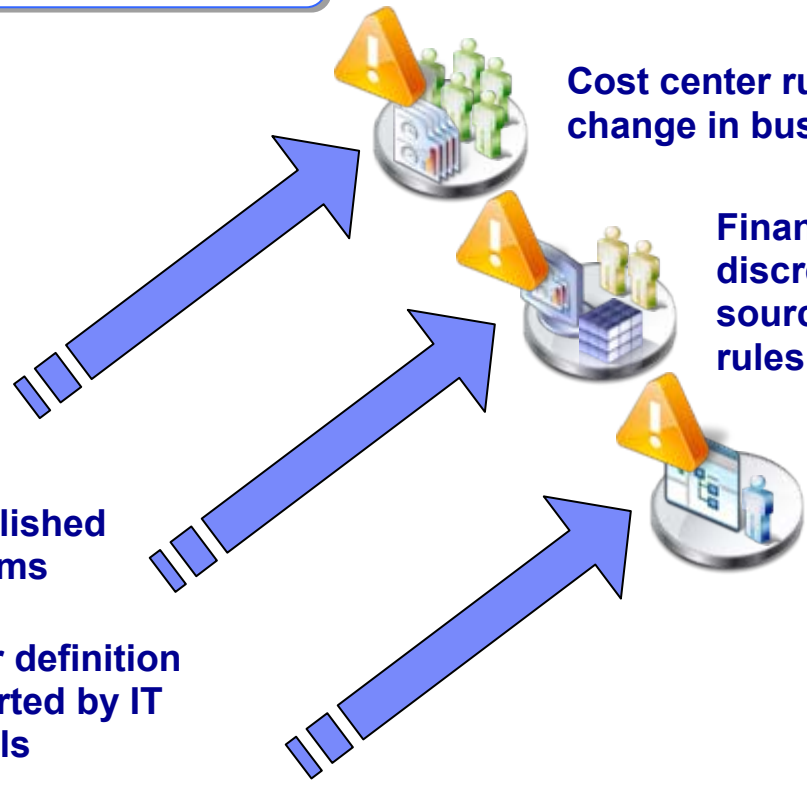 Cost center ru
change in bus
Finan
discre
sourc
rules
lished
ms
r definition
rted by IT
ls